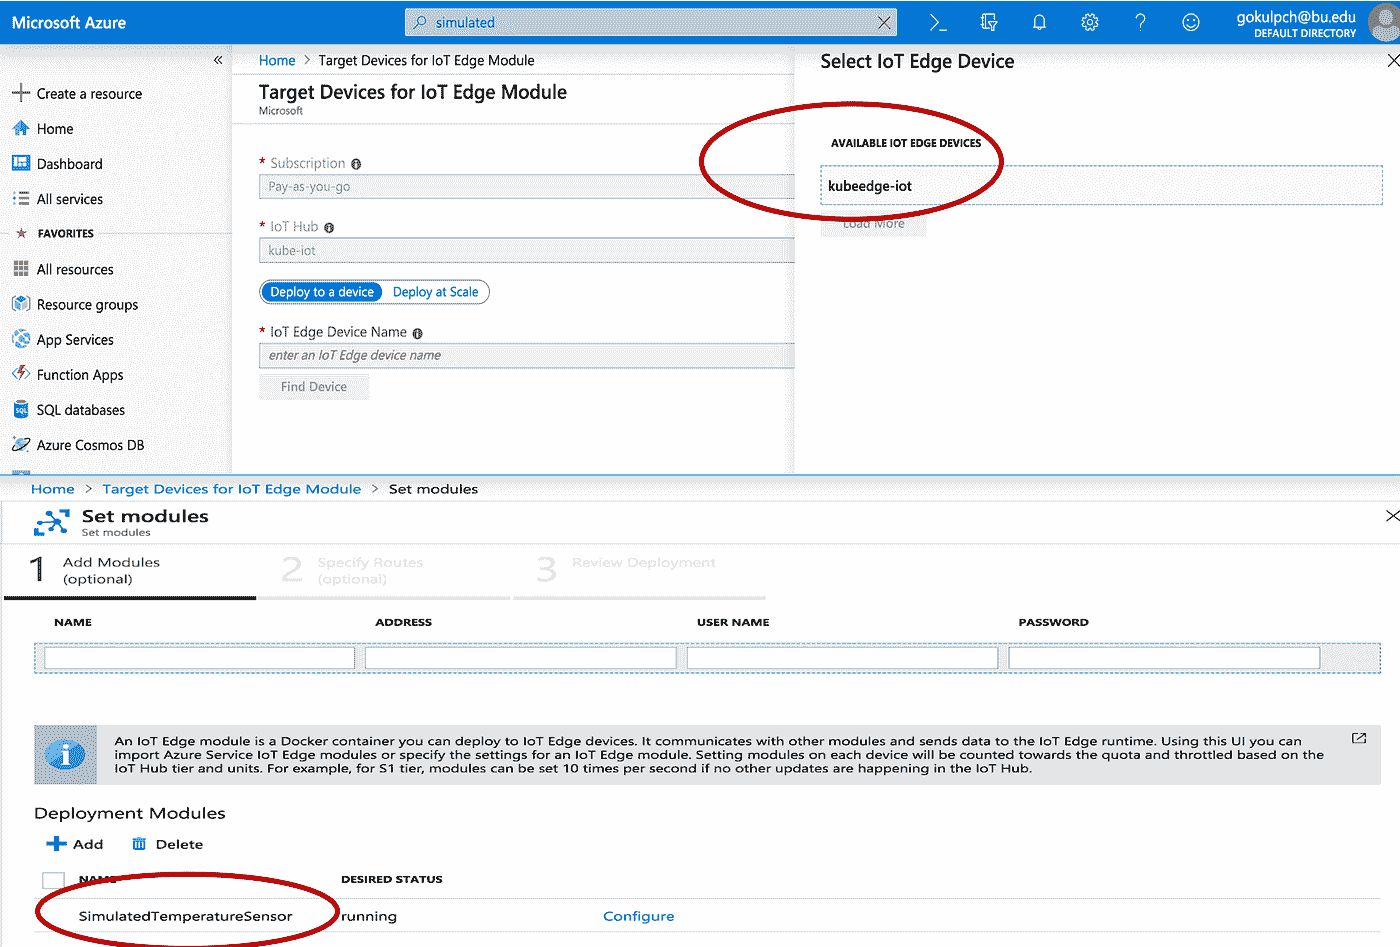 Microsoft Azure
simulated
gokulpch@bu.edu
DEFAULT DIRECTORY
Create a resource
Home
Dashboard
All services
FAVORITES
All resources
Resource groups
App Services
Function Apps
SQL databases
Azure Cosmos DB
Home > Target Devices for IoT Edge Module
Target Devices for IoT Edge Module
Microsoft
* Subscription
Pay-as-you-go
* IoT Hub
kube-iot
Deploy to a device Deploy at Scale
* IoT Edge Device Name
enter an IoT Edge device name
Find Device
Select IoT Edge Device
AVAILABLE IOT EDGE DEVICES
kubeedge-iot
Load More
Home > Target Devices for IoT Edge Module > Set modules
Set modules
Set modules
1 Add Modules (optional)
2 Specify Routes (optional)
3 Review Deployment
NAME ADDRESS USER NAME PASSWORD
An IoT Edge module is a Docker container you can deploy to IoT Edge devices. It communicates with other modules and sends data to the IoT Edge runtime. Using this UI you can
import Azure Service IoT Edge modules or specify the settings for an IoT Edge module. Setting modules on each device will be counted towards the quota and throttled based on the
IoT Hub tier and units. For example, for S1 tier, modules can be set 10 times per second if no other updates are happening in the IoT Hub.
Deployment Modules
Add Delete
NAME DESIRED STATUS
SimulatedTemperatureSensor running Configure